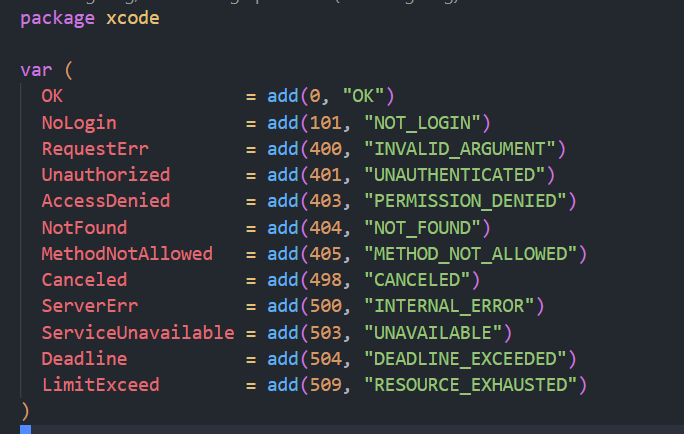 package xcode
var (
OK = add(0, "OK")
NoLogin = add(101, "NOT_LOGIN")
RequestErr = add(400, "INVALID_ARGUMENT")
Unauthorized = add(401, "UNAUTHENTICATED")
AccessDenied = add(403, "PERMISSION_DENIED")
NotFound = add(404, "NOT_FOUND")
MethodNotAllowed = add(405, "METHOD_NOT_ALLOWED")
Canceled = add(498, "CANCELED")
ServerErr = add(500, "INTERNAL_ERROR")
ServiceUnavailable = add(503, "UNAVAILABLE")
Deadline = add(504, "DEADLINE_EXCEEDED")
LimitExceed = add(509, "RESOURCE_EXHAUSTED")
)